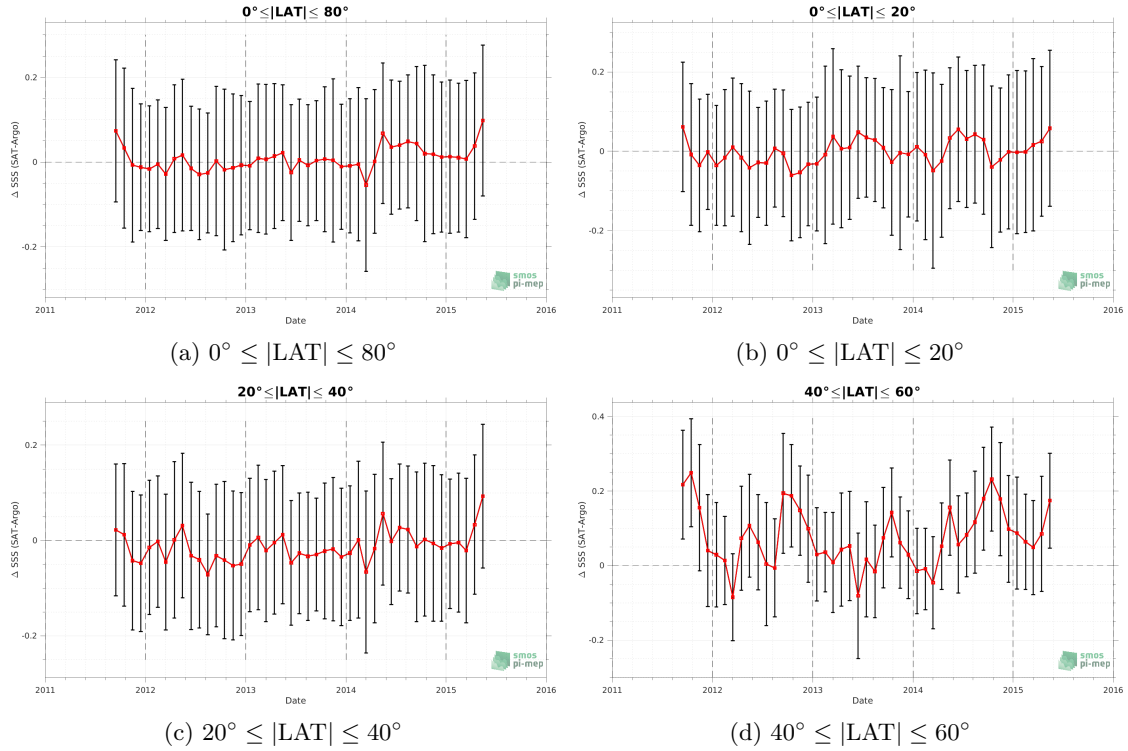 0°≤|LAT|≤ 80°
Δ SSS (SAT-Argo)
0.2
0
-0.2
2011 2012 2013 2014 2015 2016
Date
smos
pi-mep
(a) 0° ≤ |LAT| ≤ 80°
0°≤|LAT|≤ 20°
Δ SSS (SAT-Argo)
0.2
0
-0.2
2011 2012 2013 2014 2015 2016
Date
smos
pi-mep
(b) 0° ≤ |LAT| ≤ 20°
20°≤|LAT|≤ 40°
Δ SSS (SAT-Argo)
0.2
0
-0.2
2011 2012 2013 2014 2015 2016
Date
smos
pi-mep
(c) 20° ≤ |LAT| ≤ 40°
40°≤|LAT|≤ 60°
Δ SSS (SAT-Argo)
0.4
0.2
0
-0.2
2011 2012 2013 2014 2015 2016
Date
smos
pi-mep
(d) 40° ≤ |LAT| ≤ 60°